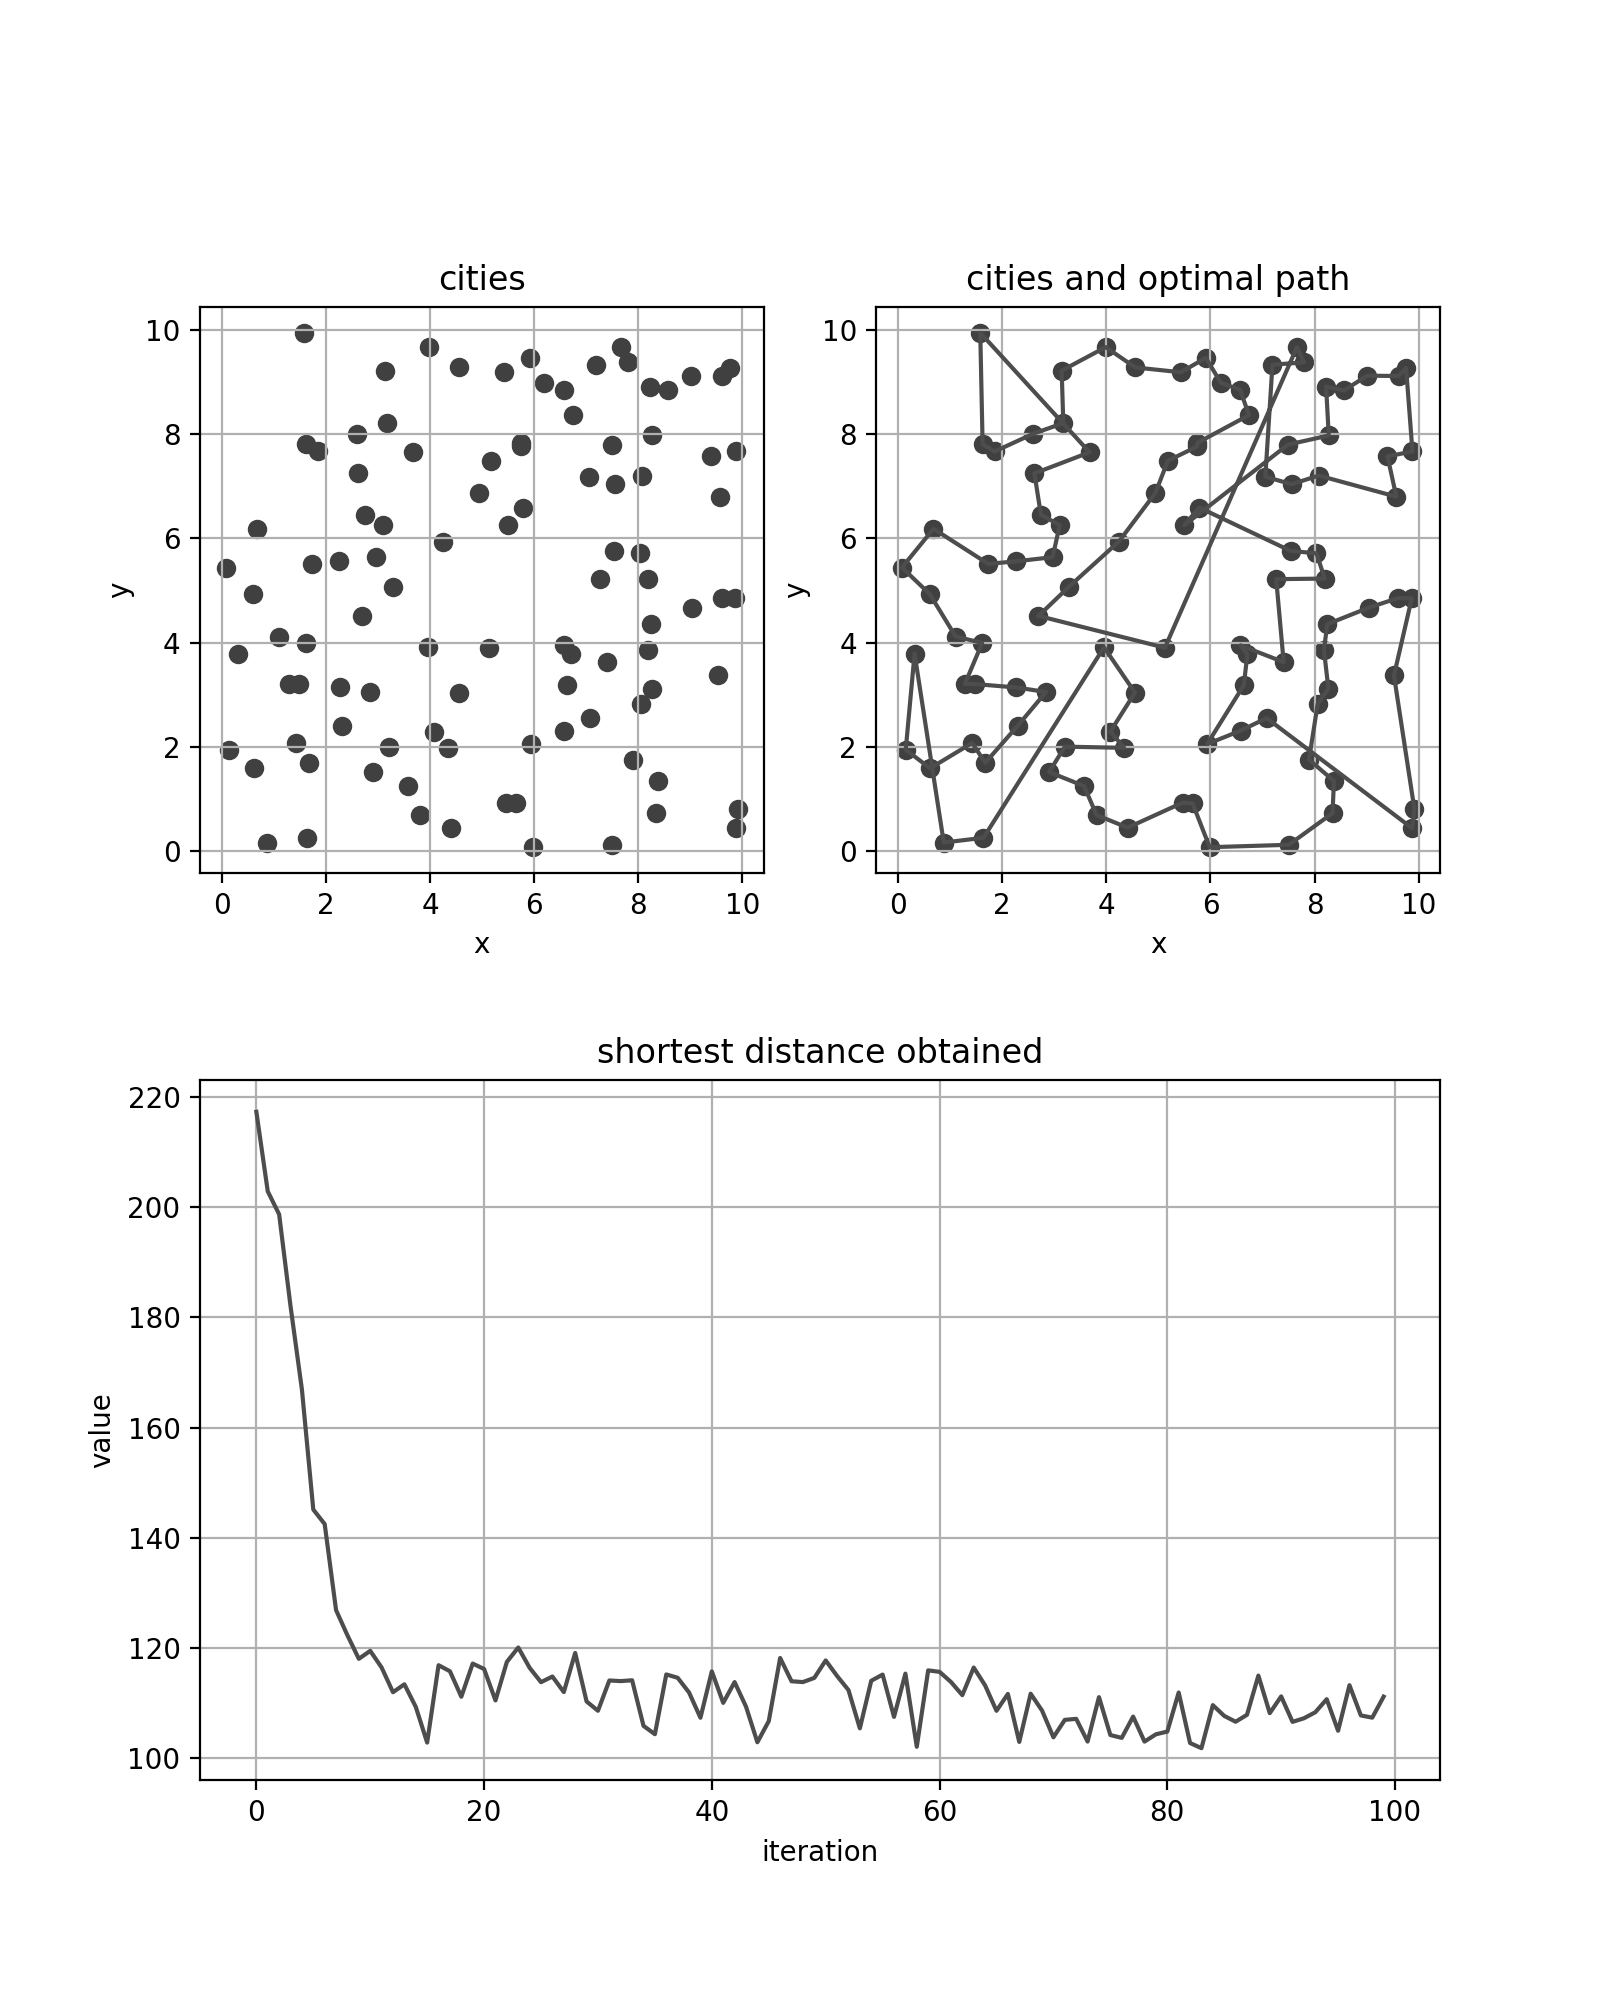 cities
10
8
6
4
2
0
y
0 2 4 6 8 10
x
cities and optimal path
10
8
6
4
2
0
y
0 2 4 6 8 10
x
shortest distance obtained
220
200
180
160
140
120
100
value
0 20 40 60 80 100
iteration